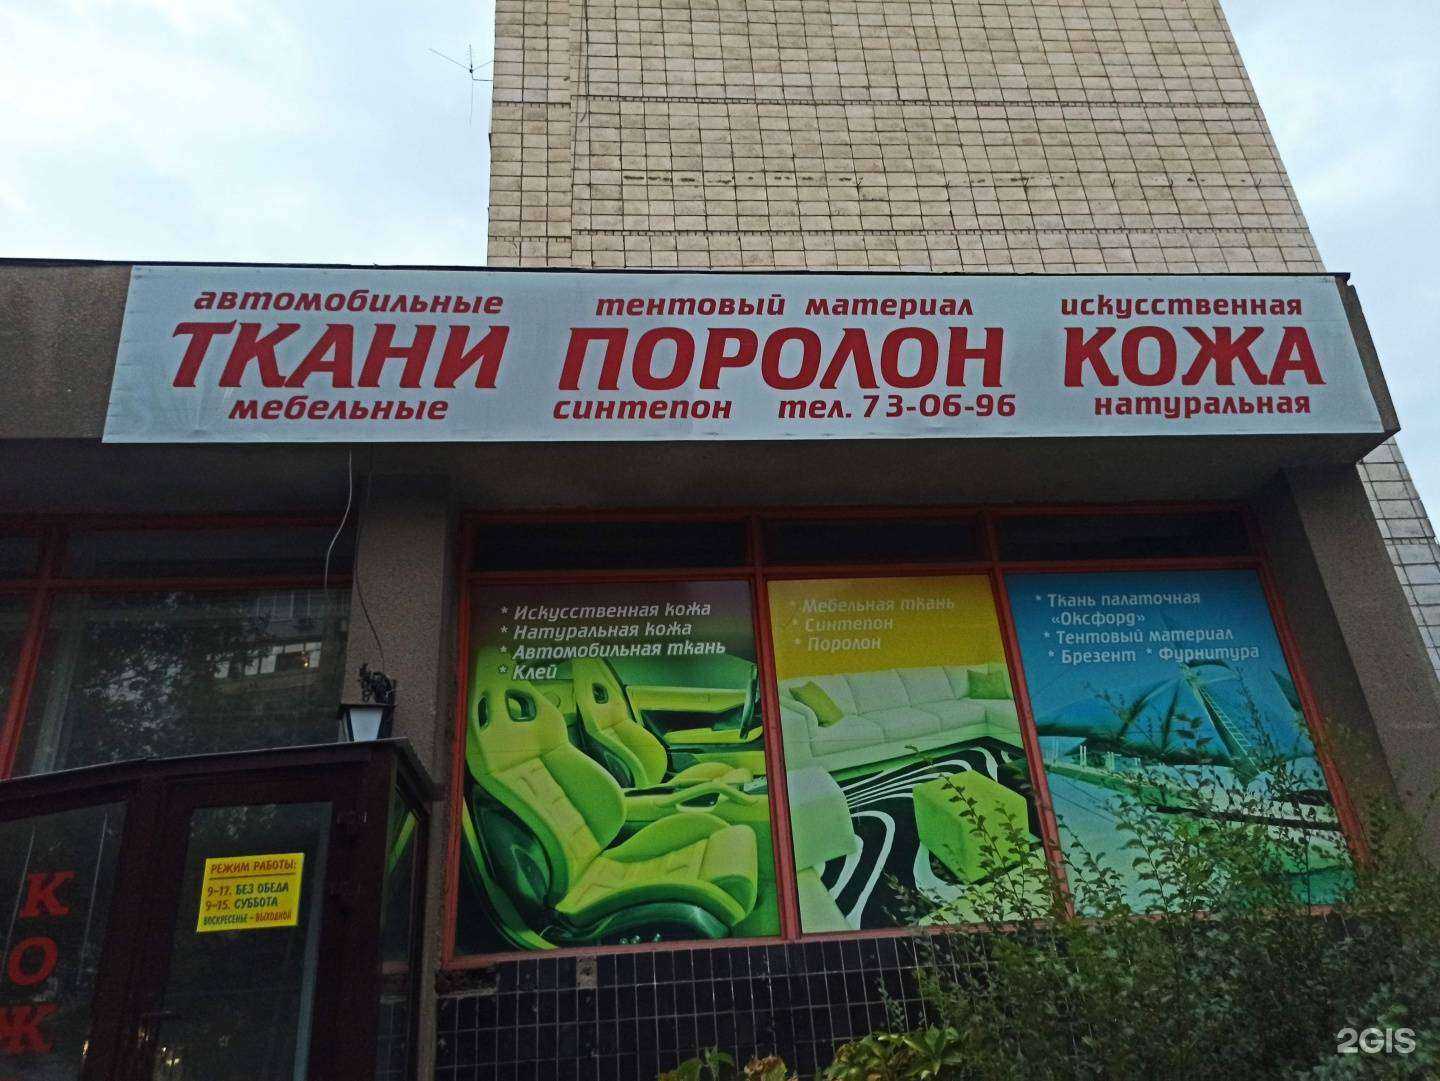 автомобильные тентовый материал искусственная
ТКАНИ ПОРОЛОН КОЖА
мебельные синтепон тел. 73-06-96 натуральная
* Искусственная кожа
* Натуральная кожа
* Автомобильная ткань
* Клей
* Мебельная ткань
* Синтепон
* Поролон
* Ткань палаточная
«Оксфорд»
* Тентовый материал
* Брезент * Фурнитура
РЕЖИМ РАБОТЫ:
9-17. БЕЗ ОБЕДА
9-15. СУББОТА
ВОСКРЕСЕНЬЕ - ВЫХОДНОЙ
К
О
Ж
2GIS